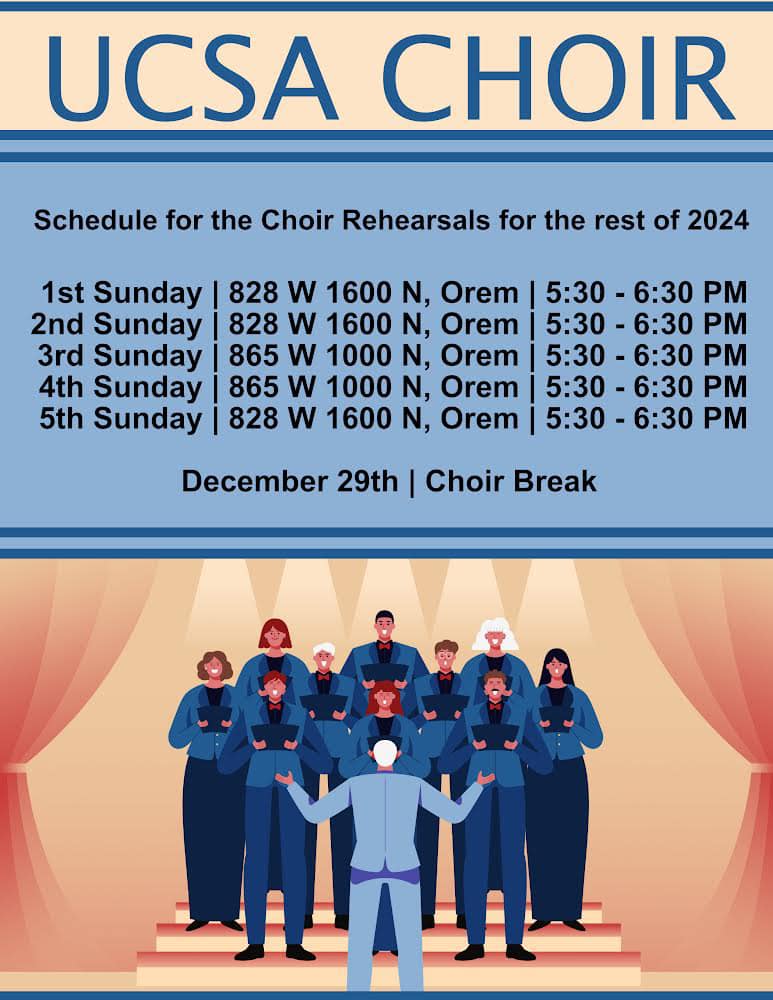 UCSA CHOIR
Schedule for the Choir Rehearsals for the rest of 2024
1st Sunday | 828 W 1600 N, Orem | 5:30 - 6:30 PM
2nd Sunday | 828 W 1600 N, Orem | 5:30 - 6:30 PM
3rd Sunday | 865 W 1000 N, Orem | 5:30 - 6:30 PM
4th Sunday | 865 W 1000 N, Orem | 5:30 - 6:30 PM
5th Sunday | 828 W 1600 N, Orem | 5:30 - 6:30 PM
December 29th | Choir Break